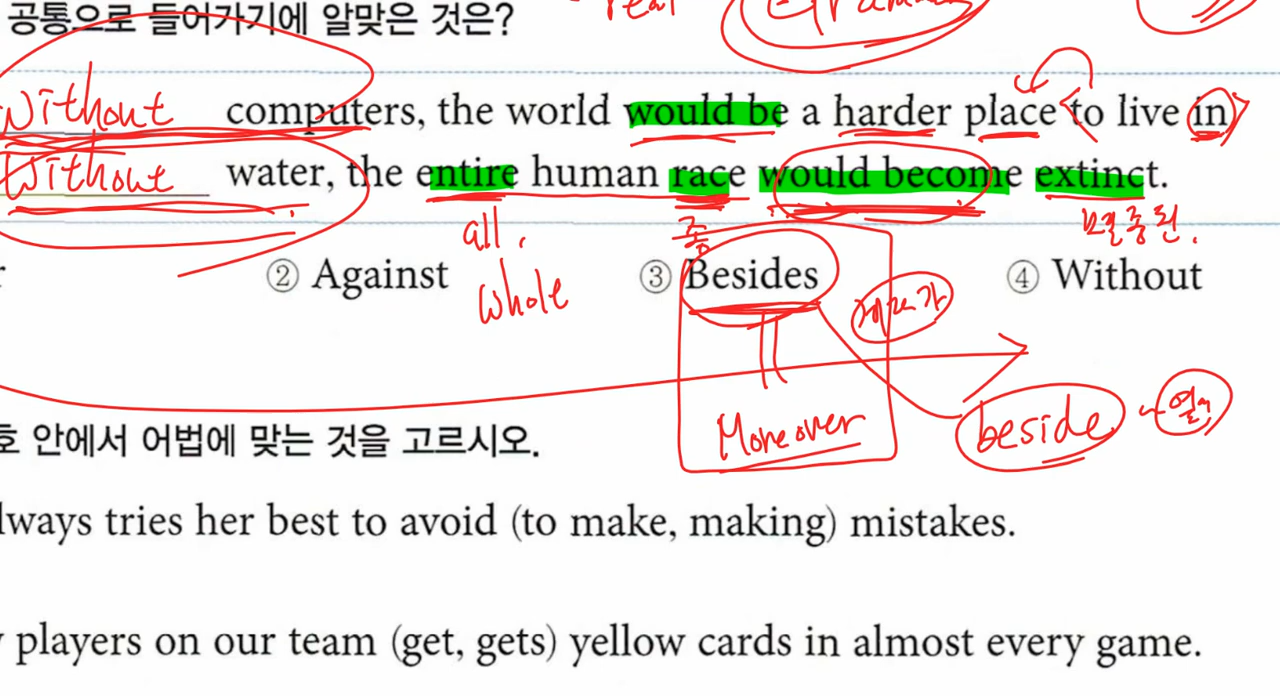 공통으로 들어가기에 알맞은 것은?
real
Without computers, the world would be a harder place to live in
Without water, the entire human race would become extinct.
all, 종 멸종된.
whole
② Against ③ Besides ④ Without
게다가
Moreover beside ~옆에
안에서 어법에 맞는 것을 고르시오.
lways tries her best to avoid (to make, making) mistakes.
players on our team (get, gets) yellow cards in almost every game.